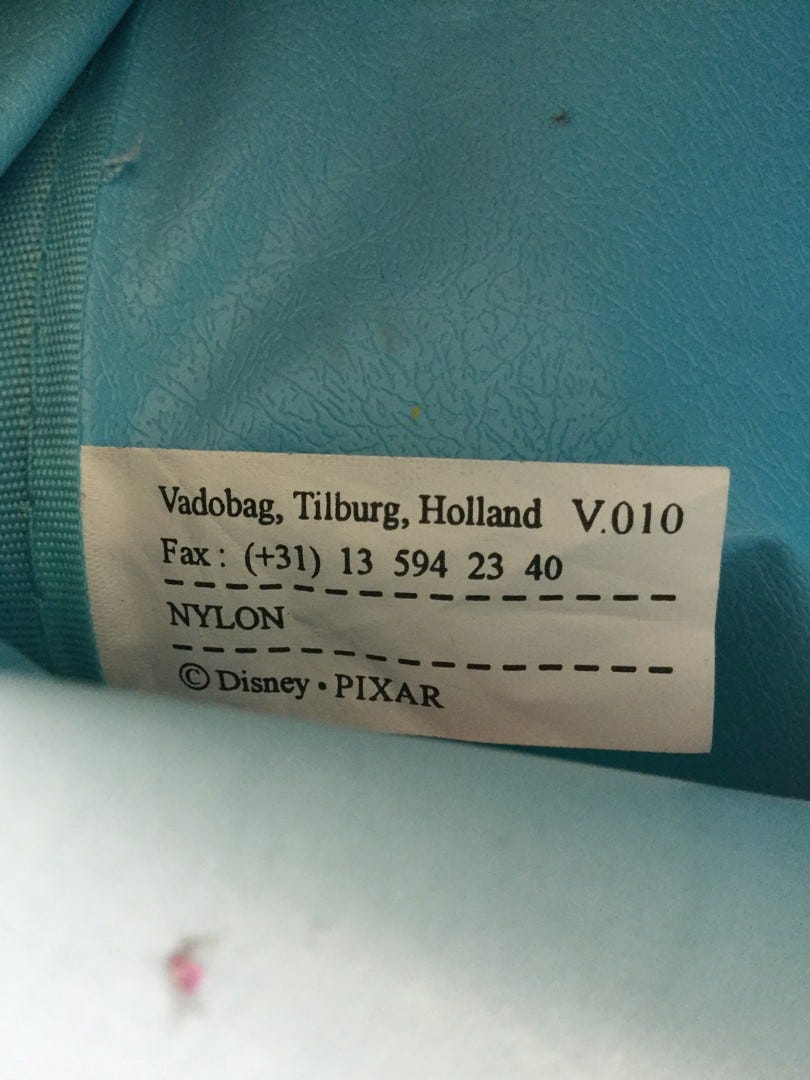 Vadobag, Tilburg, Holland V.010
Fax : (+31) 13 594 23 40
NYLON
© Disney • PIXAR